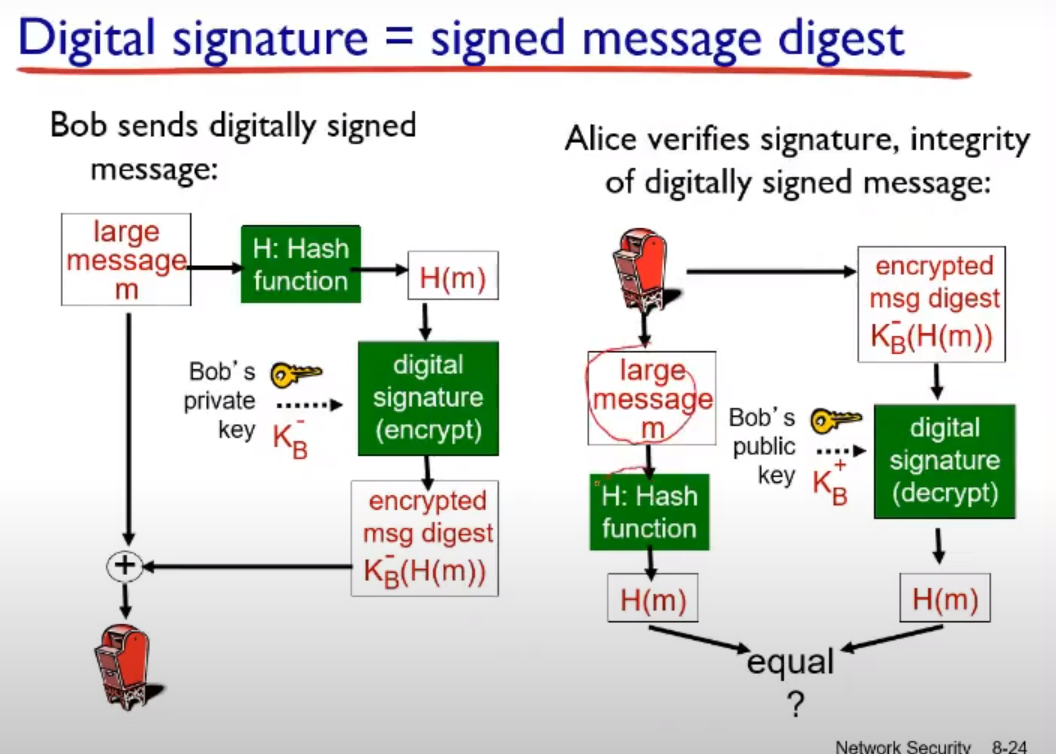 Digital signature = signed message digest
Bob sends digitally signed
message:
large
message
m
H: Hash
function
H(m)
Bob's
private
key
K_B^-
digital
signature
(encrypt)
encrypted
msg digest
K_B^-(H(m))
+
Alice verifies signature, integrity
of digitally signed message:
large
message
m
H: Hash
function
H(m)
encrypted
msg digest
K_B^-(H(m))
Bob's
public
key
K_B^+
digital
signature
(decrypt)
H(m)
equal
?
Network Security 8-24